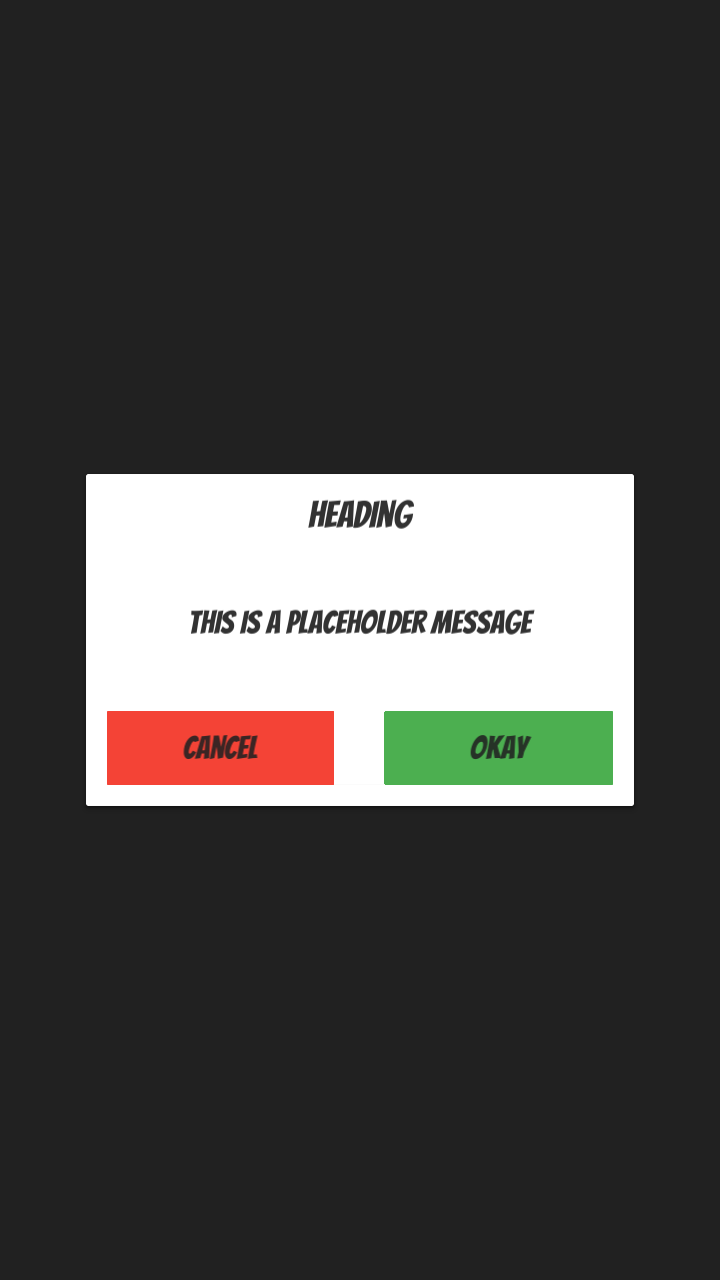 HEADING
THIS IS A PLACEHOLDER MESSAGE
CANCEL
OKAY